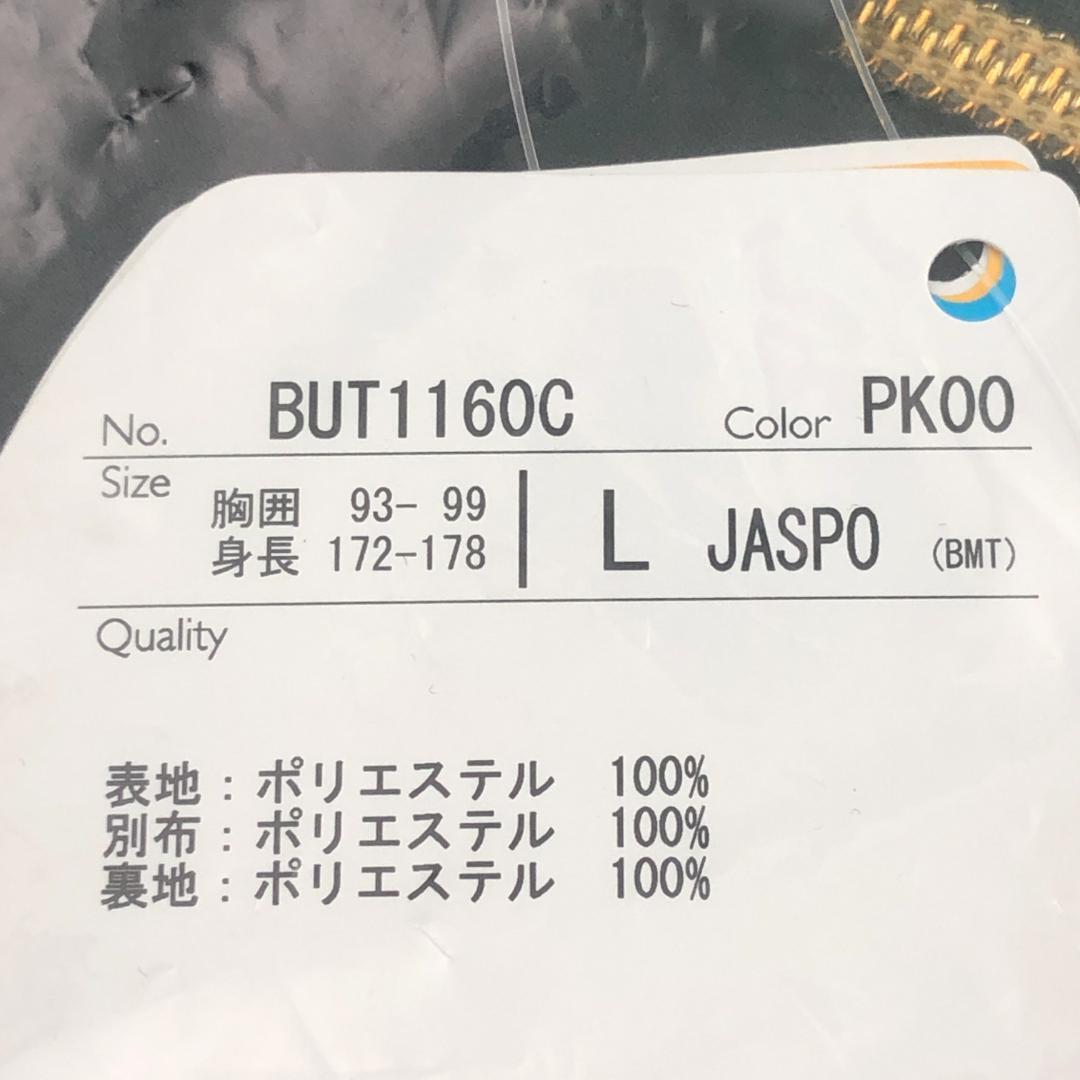 No. BUT1160C Color PK00
Size 胸囲 93- 99 L JASPO (BMT)
身長 172-178
Quality
表地：ポリエステル 100%
別布：ポリエステル 100%
裏地：ポリエステル 100%